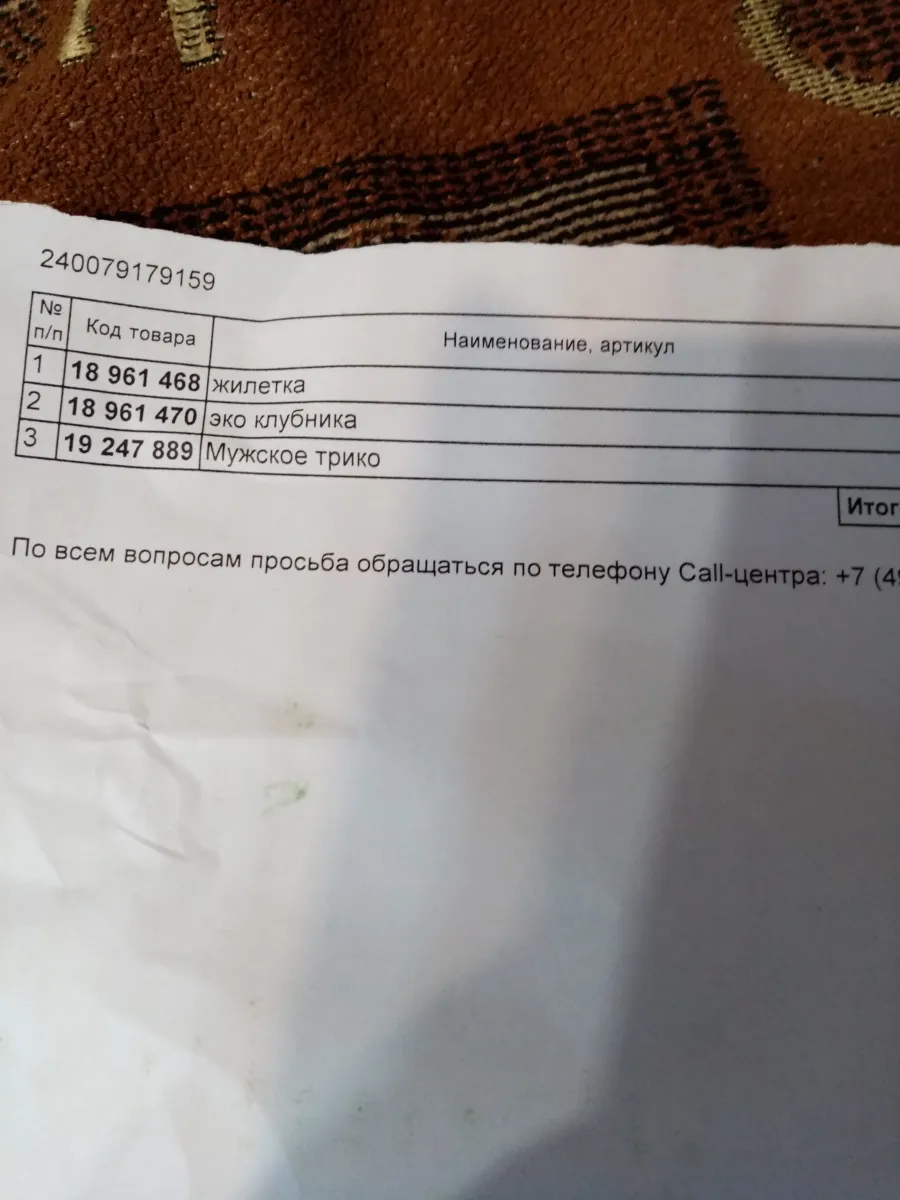 240079179159
№ п/п Код товара Наименование, артикул
1 18 961 468 жилетка
2 18 961 470 эко клубника
3 19 247 889 Мужское трико
Итог
По всем вопросам просьба обращаться по телефону Call-центра: +7 (49